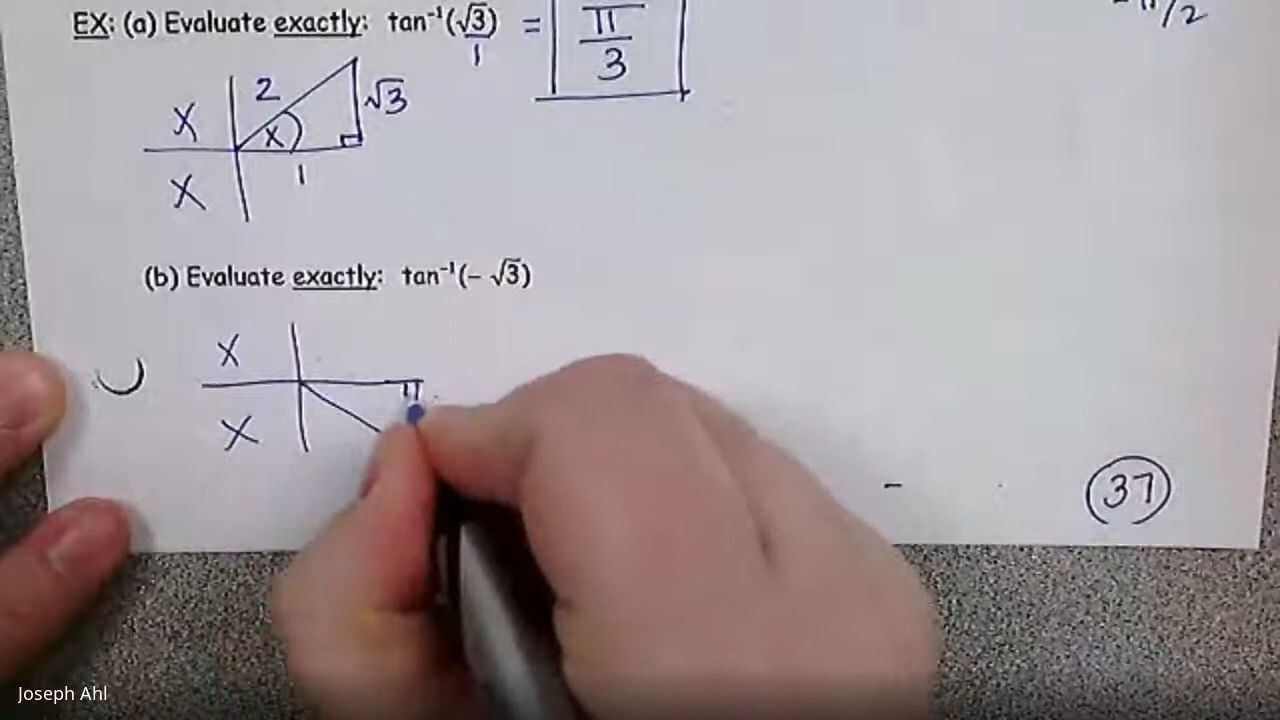 EX: (a) Evaluate exactly: tan⁻¹(√3) = π/3
1
-π/2
2
√3
X
x
1
X
(b) Evaluate exactly: tan⁻¹(- √3)
X
X
37
Joseph Ahl